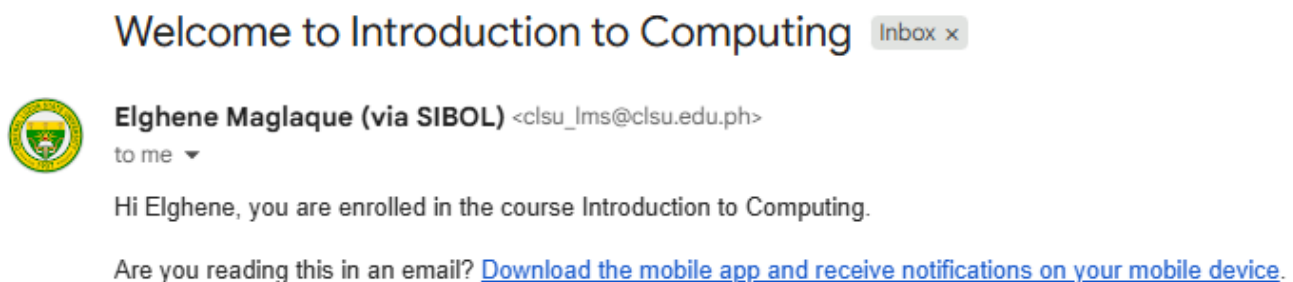 Welcome to Introduction to Computing Inbox ×
Elghene Maglaque (via SIBOL) <clsu_lms@clsu.edu.ph>
to me
Hi Elghene, you are enrolled in the course Introduction to Computing.
Are you reading this in an email? Download the mobile app and receive notifications on your mobile device.